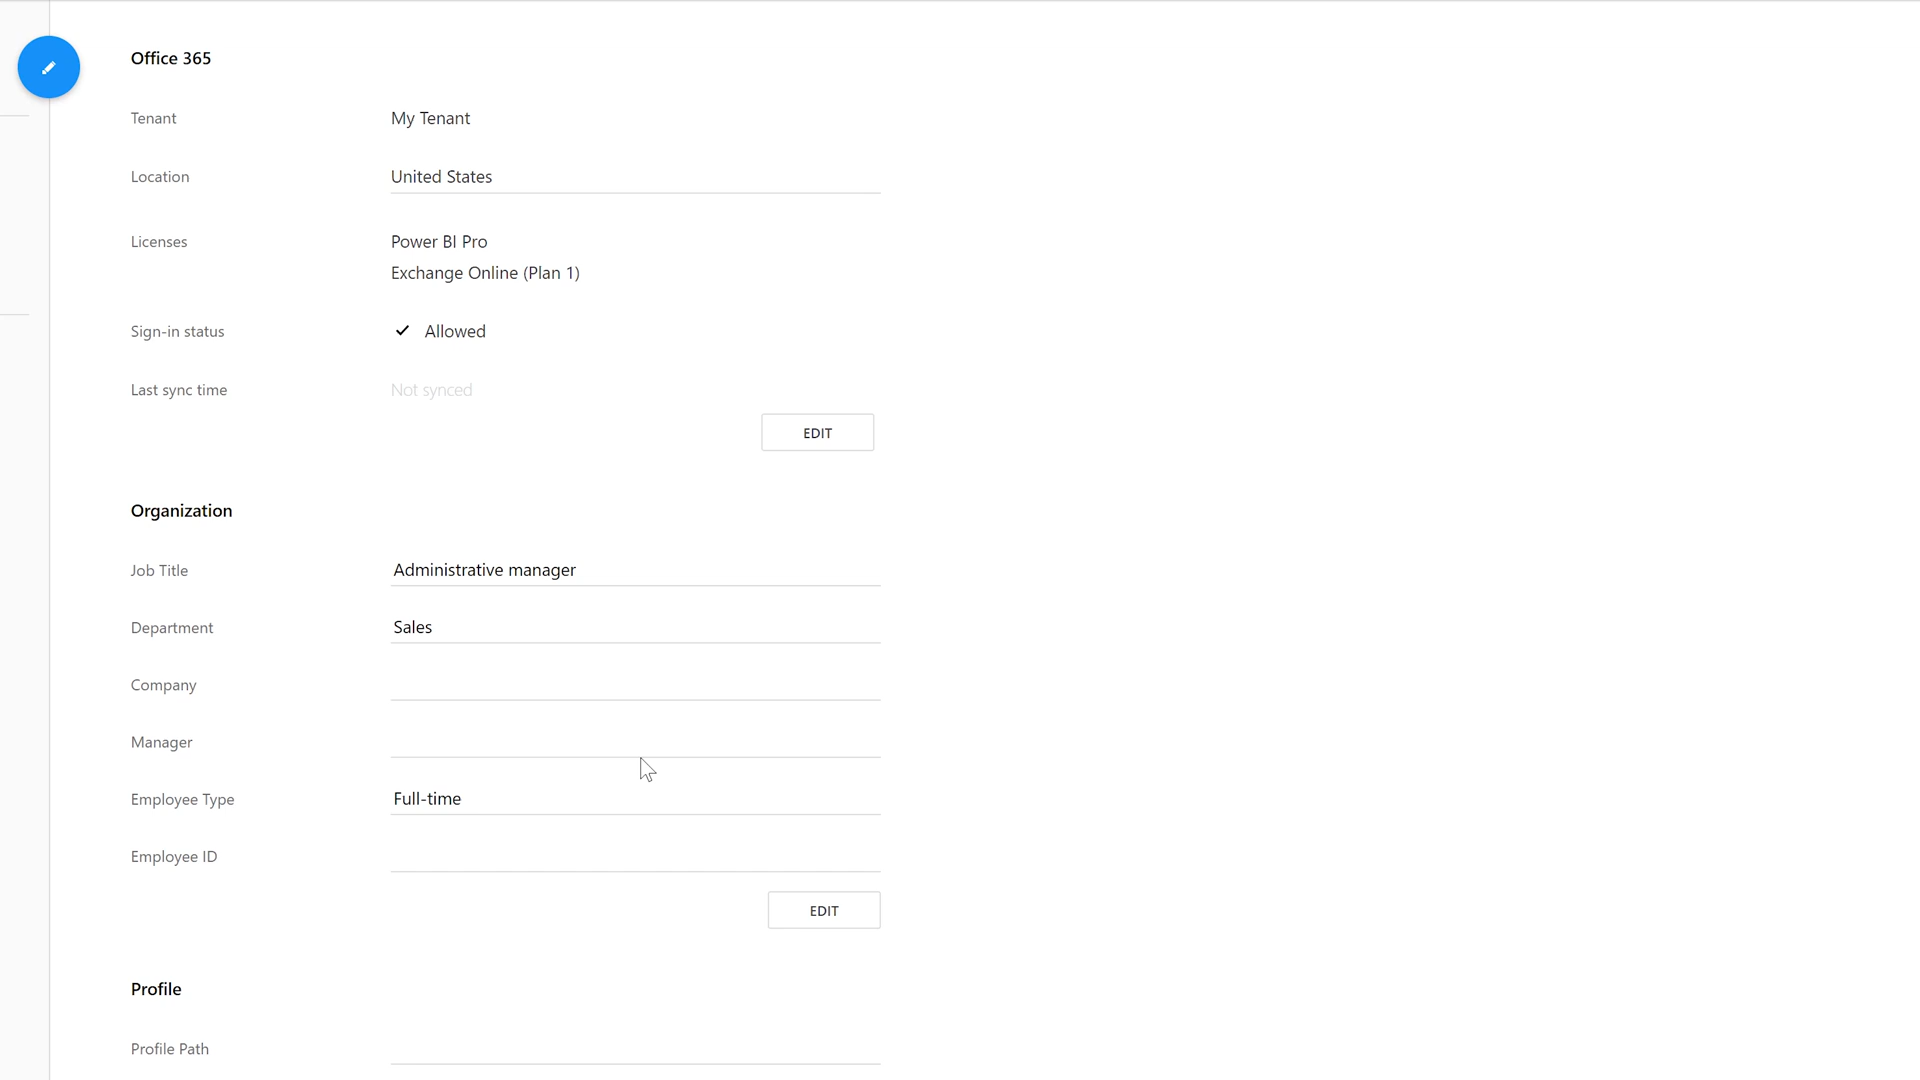 Office 365
Tenant My Tenant
Location United States
Licenses Power BI Pro
Exchange Online (Plan 1)
Sign-in status Allowed
Last sync time Not synced
EDIT
Organization
Job Title Administrative manager
Department Sales
Company
Manager
Employee Type Full-time
Employee ID
EDIT
Profile
Profile Path